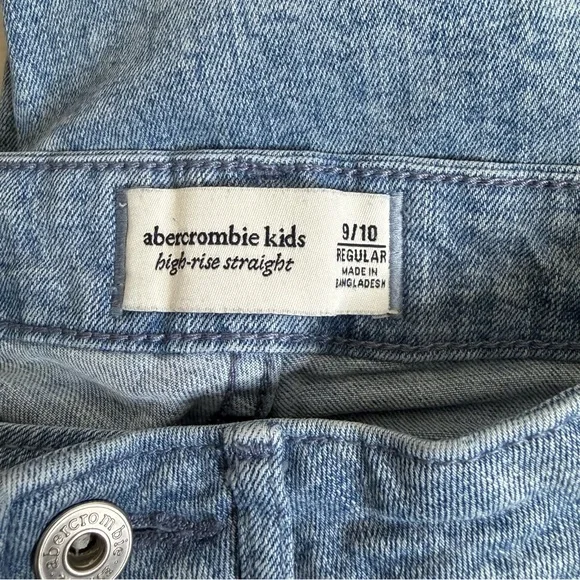 abercrombie kids
high-rise straight
9/10
REGULAR
MADE IN
BANGLADESH
abercrombie